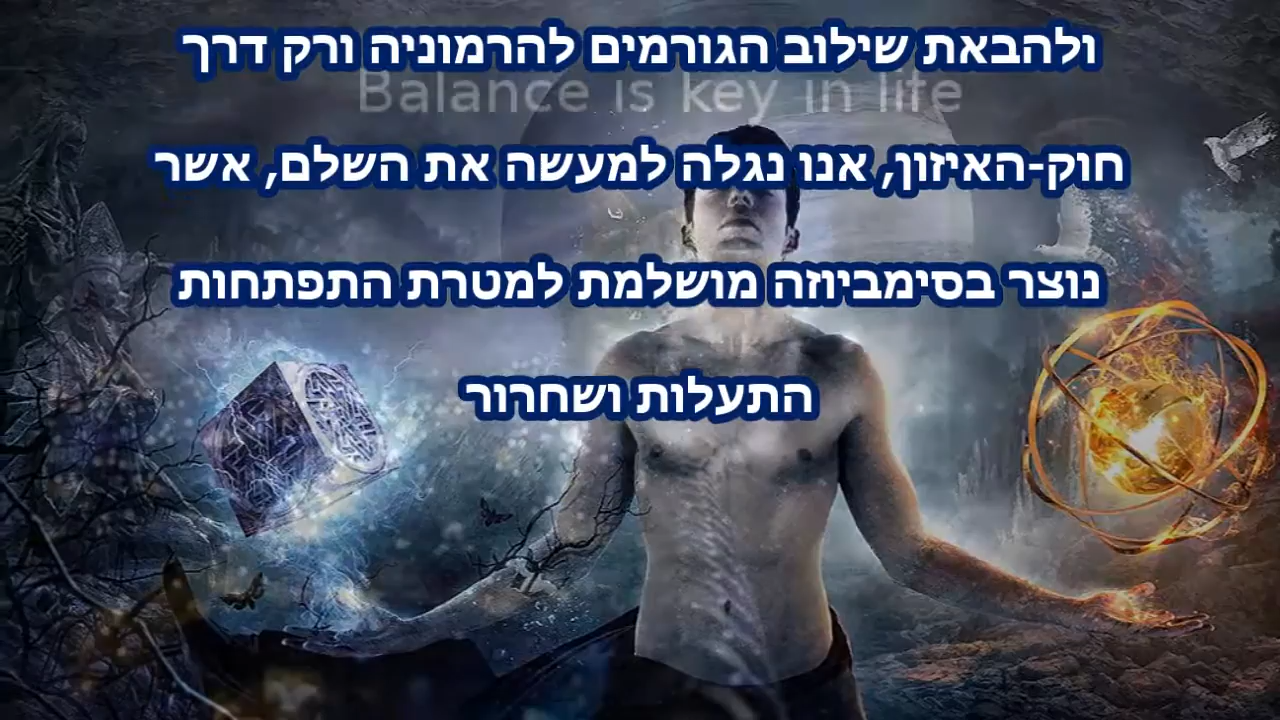 ולהבאת שילוב הגורמים להרמוניה ורק דרך
Balance is key in life
חוק-האיזון, אנו נגלה למעשה את השלם, אשר
נוצר בסימביוזה מושלמת למטרת התפתחות
התעלות ושחרור